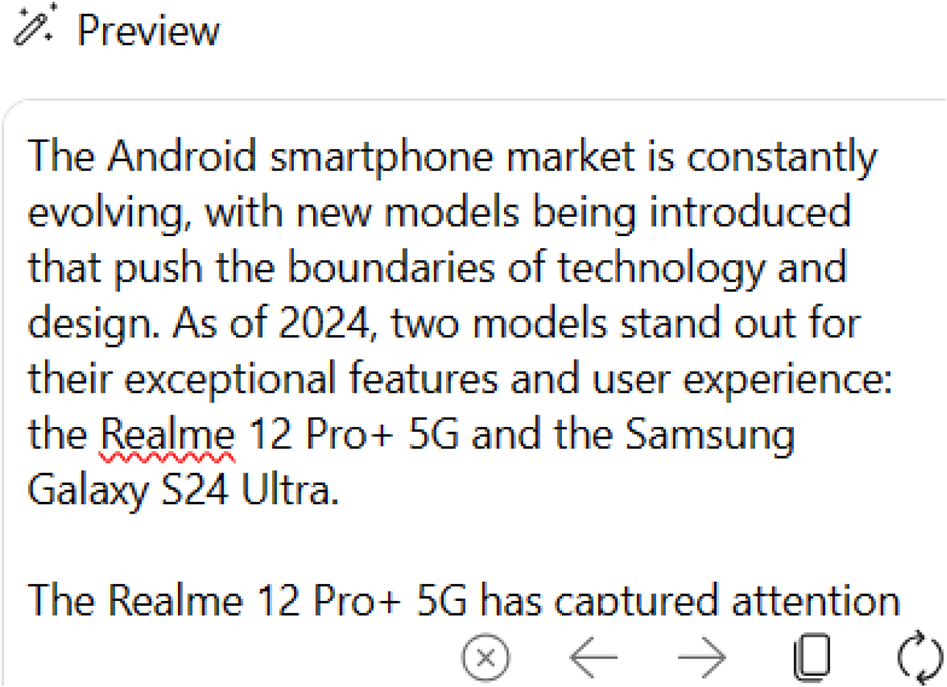 Preview
The Android smartphone market is constantly
evolving, with new models being introduced
that push the boundaries of technology and
design. As of 2024, two models stand out for
their exceptional features and user experience:
the Realme 12 Pro+ 5G and the Samsung
Galaxy S24 Ultra.
The Realme 12 Pro+ 5G has captured attention